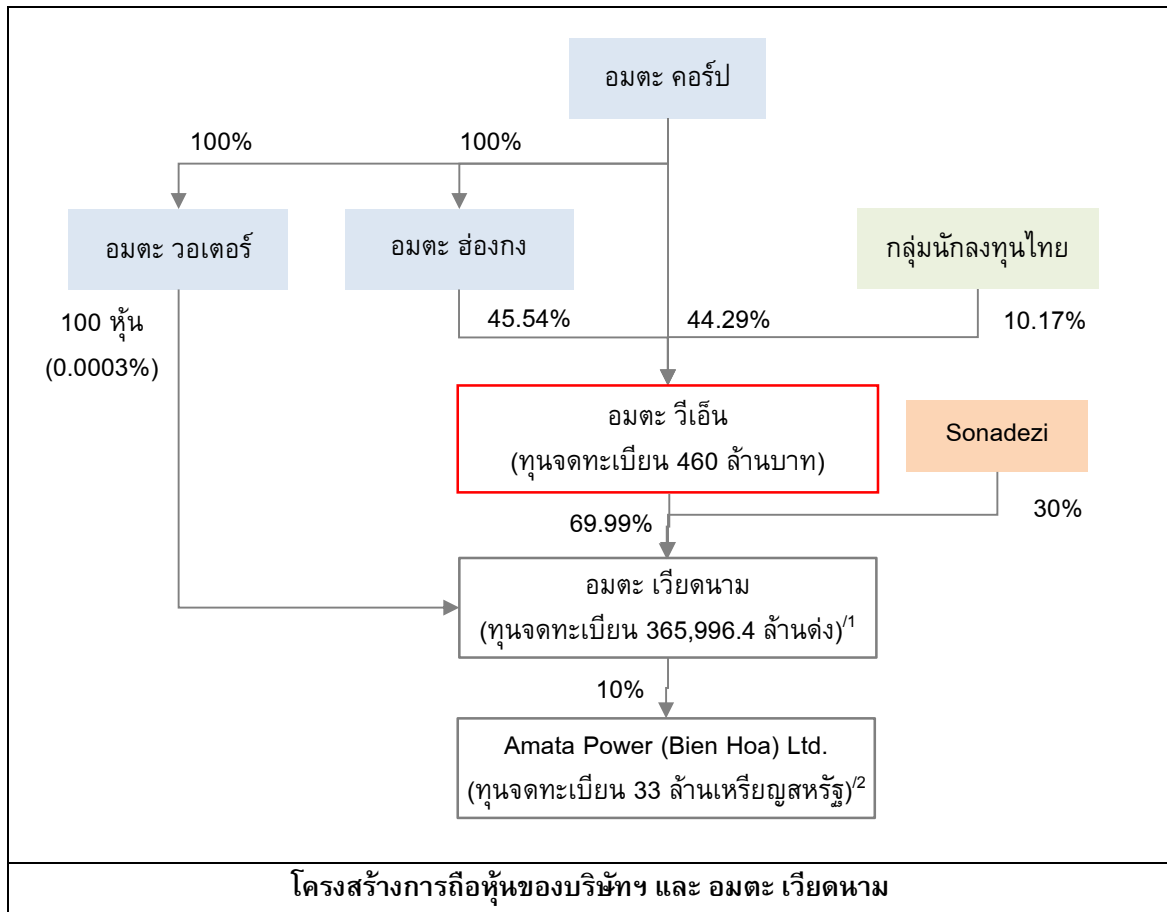 อมตะ คอร์ป
100%
100%
อมตะ วอเตอร์
อมตะ ฮ่องกง
กลุ่มนักลงทุนไทย
100 หุ้น
(0.0003%)
45.54%
44.29%
10.17%
อมตะ วีเอ็น
(ทุนจดทะเบียน 460 ล้านบาท)
Sonadezi
69.99%
30%
อมตะ เวียดนาม
(ทุนจดทะเบียน 365,996.4 ล้านด่ง)/1
10%
Amata Power (Bien Hoa) Ltd.
(ทุนจดทะเบียน 33 ล้านเหรียญสหรัฐ)/2
โครงสร้างการถือหุ้นของบริษัทฯ และ อมตะ เวียดนาม